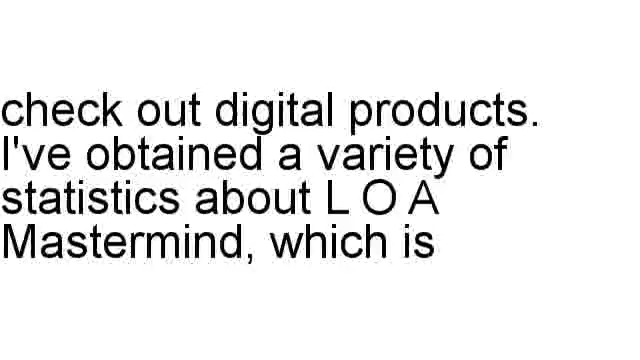 check out digital products.
I've obtained a variety of
statistics about L O A
Mastermind, which is